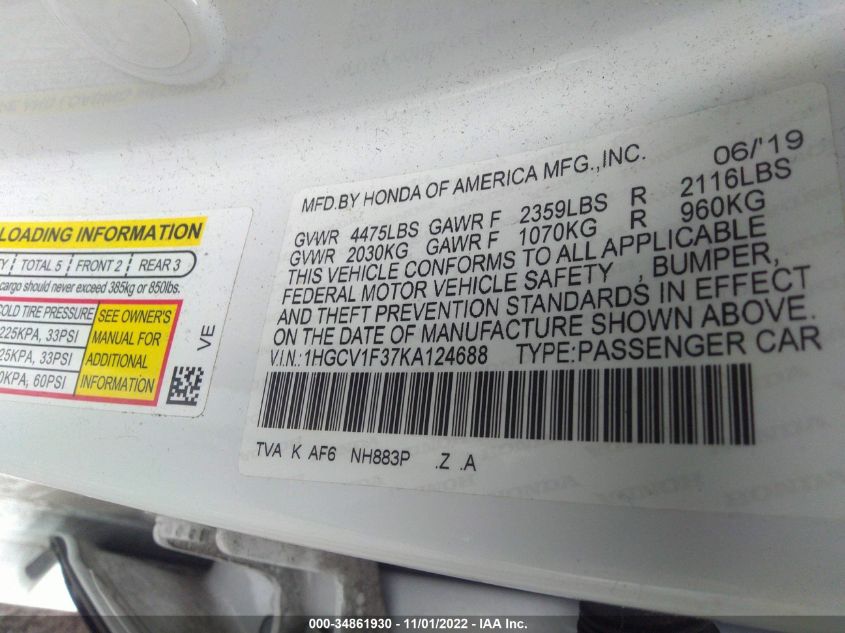 MFD.BY HONDA OF AMERICA MFG.,INC. 06/'19
GVWR 4475LBS GAWR F 2359LBS R 2116LBS
GVWR 2030KG GAWR F 1070KG R 960KG
THIS VEHICLE CONFORMS TO ALL APPLICABLE
FEDERAL MOTOR VEHICLE SAFETY , BUMPER,
AND THEFT PREVENTION STANDARDS IN EFFECT
ON THE DATE OF MANUFACTURE SHOWN ABOVE.
V.I.N.:1HGCV1F37KA124688 TYPE:PASSENGER CAR
TVA K AF6 NH883P .Z .A
LOADING INFORMATION
TOTAL 5 FRONT 2 REAR 3
cargo should never exceed 385kg or 850lbs.
COLD TIRE PRESSURE
225KPA, 33PSI
25KPA, 33PSI
0KPA, 60PSI
SEE OWNER'S
MANUAL FOR
ADDITIONAL
INFORMATION
VE
000-34861930 - 11/01/2022 - IAA Inc.